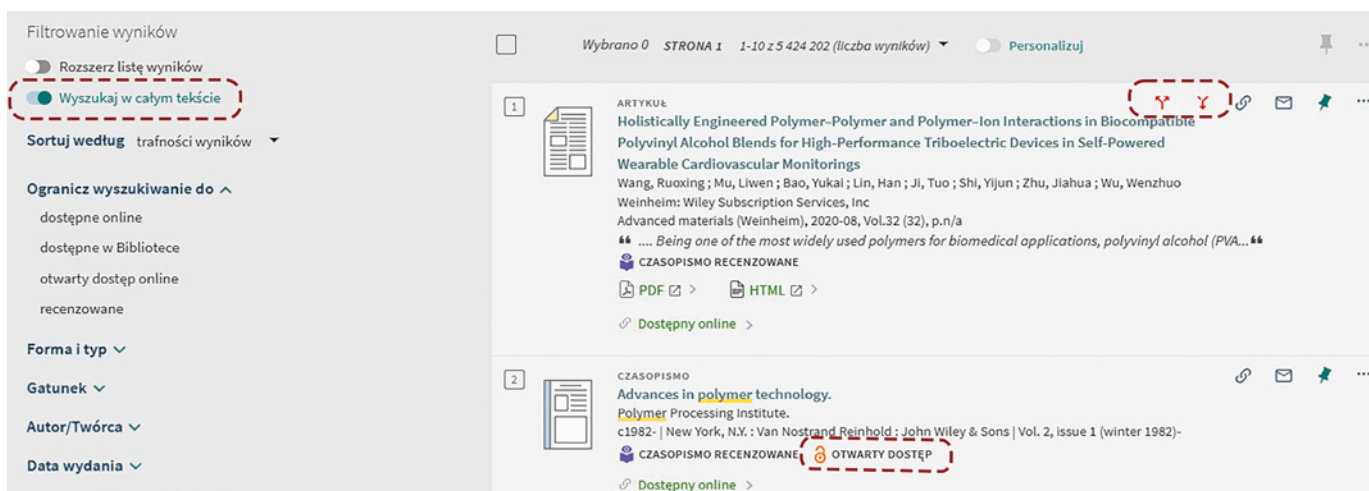 Filtrowanie wyników
Rozszerz listę wyników
Wyszukaj w całym tekście
Sortuj według trafności wyników
Ogranicz wyszukiwanie do
dostępne online
dostępne w Bibliotece
otwarty dostęp online
recenzowane
Forma i typ
Gatunek
Autor/Twórca
Data wydania
Wybrano 0 STRONA 1 1-10 z 5 424 202 (liczba wyników) Personalizuj
1
ARTYKUŁ
Holistically Engineered Polymer–Polymer and Polymer–Ion Interactions in Biocompatible
Polyvinyl Alcohol Blends for High-Performance Triboelectric Devices in Self-Powered
Wearable Cardiovascular Monitorings
Wang, Ruoxing ; Mu, Liwen ; Bao, Yukai ; Lin, Han ; Ji, Tuo ; Shi, Yijun ; Zhu, Jiahua ; Wu, Wenzhuo
Weinheim: Wiley Subscription Services, Inc
Advanced materials (Weinheim), 2020-08, Vol.32 (32), p.n/a
❝ .... Being one of the most widely used polymers for biomedical applications, polyvinyl alcohol (PVA...❝
CZASOPISMO RECENZOWANE
PDF HTML
Dostępny online
2
CZASOPISMO
Advances in polymer technology.
Polymer Processing Institute.
c1982- | New York, N.Y. : Van Nostrand Reinhold : John Wiley & Sons | Vol. 2, issue 1 (winter 1982)-
CZASOPISMO RECENZOWANE OTWARTY DOSTĘP
Dostępny online